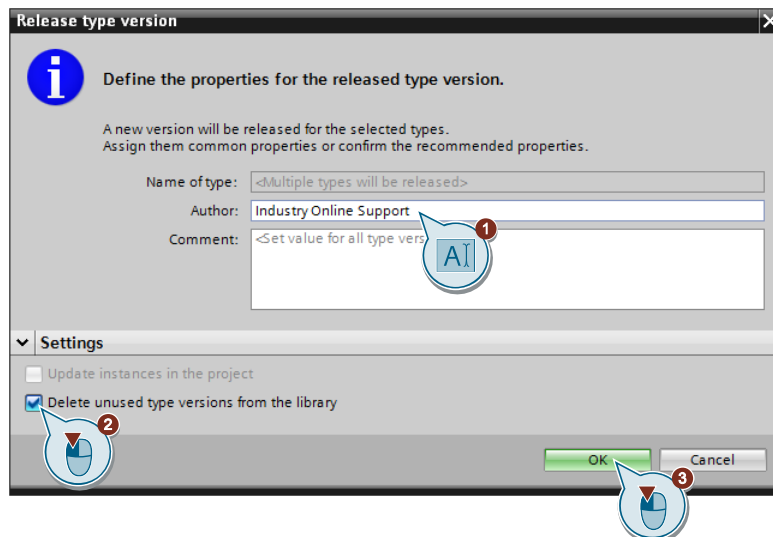 Release type version
Define the properties for the released type version.
A new version will be released for the selected types.
Assign them common properties or confirm the recommended properties.
Name of type: <Multiple types will be released>
Author: Industry Online Support
1
Comment: <Set value for all type vers
A
Settings
Update instances in the project
Delete unused type versions from the library
2
OK Cancel
3